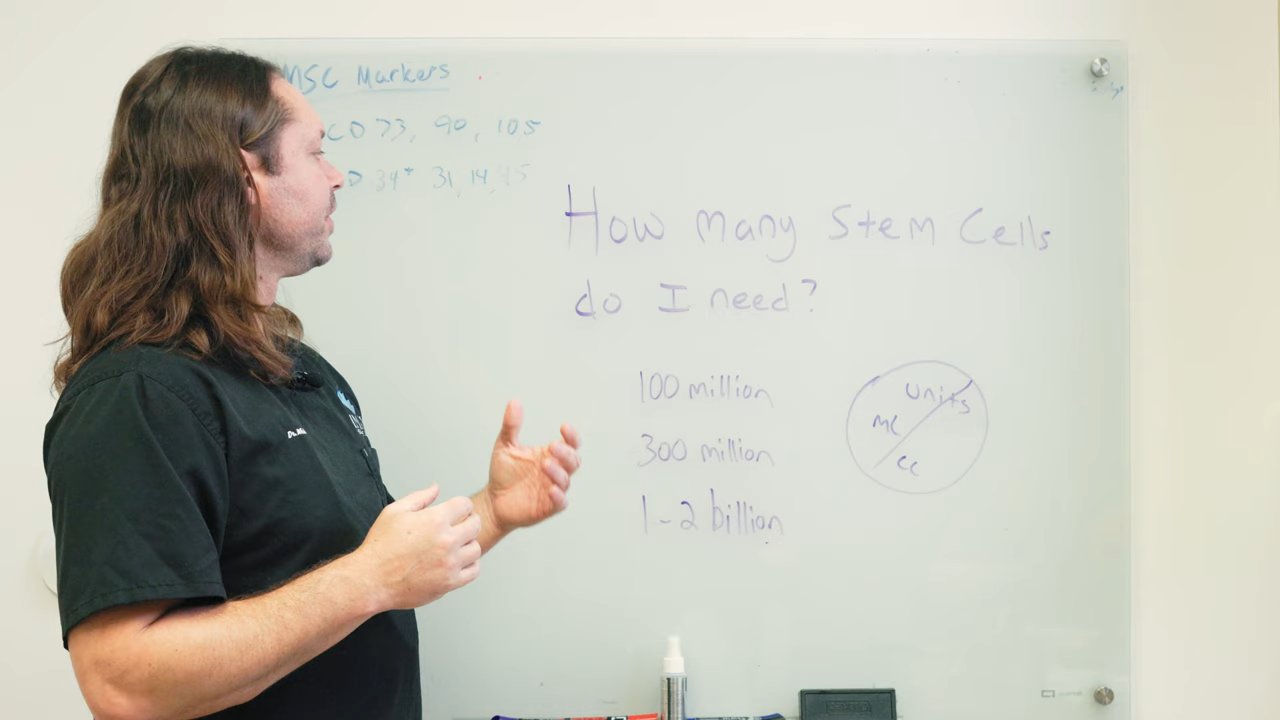 MSC Markers
CD 73, 90, 105
D 34+ 31, 14, 45
How many Stem Cells
do I need?
100 million
300 million
1-2 billion
Units
ML
CC
Dr.